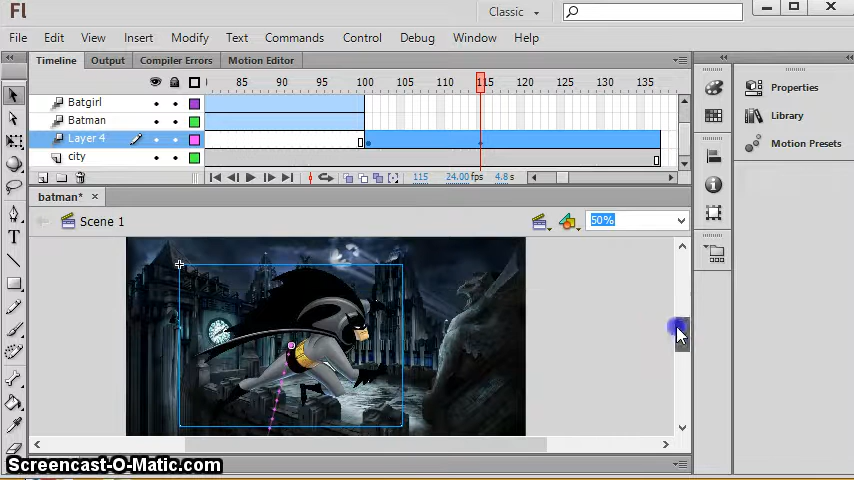 Fl
Classic
File Edit View Insert Modify Text Commands Control Debug Window Help
Timeline Output Compiler Errors Motion Editor
85 90 95 100 105 110 115 120 125 130 135
Batgirl
Batman
Layer 4
city
115 24.00 fps 4.8 s
batman* ×
Scene 1
50%
Properties
Library
Motion Presets
Screencast-O-Matic.com